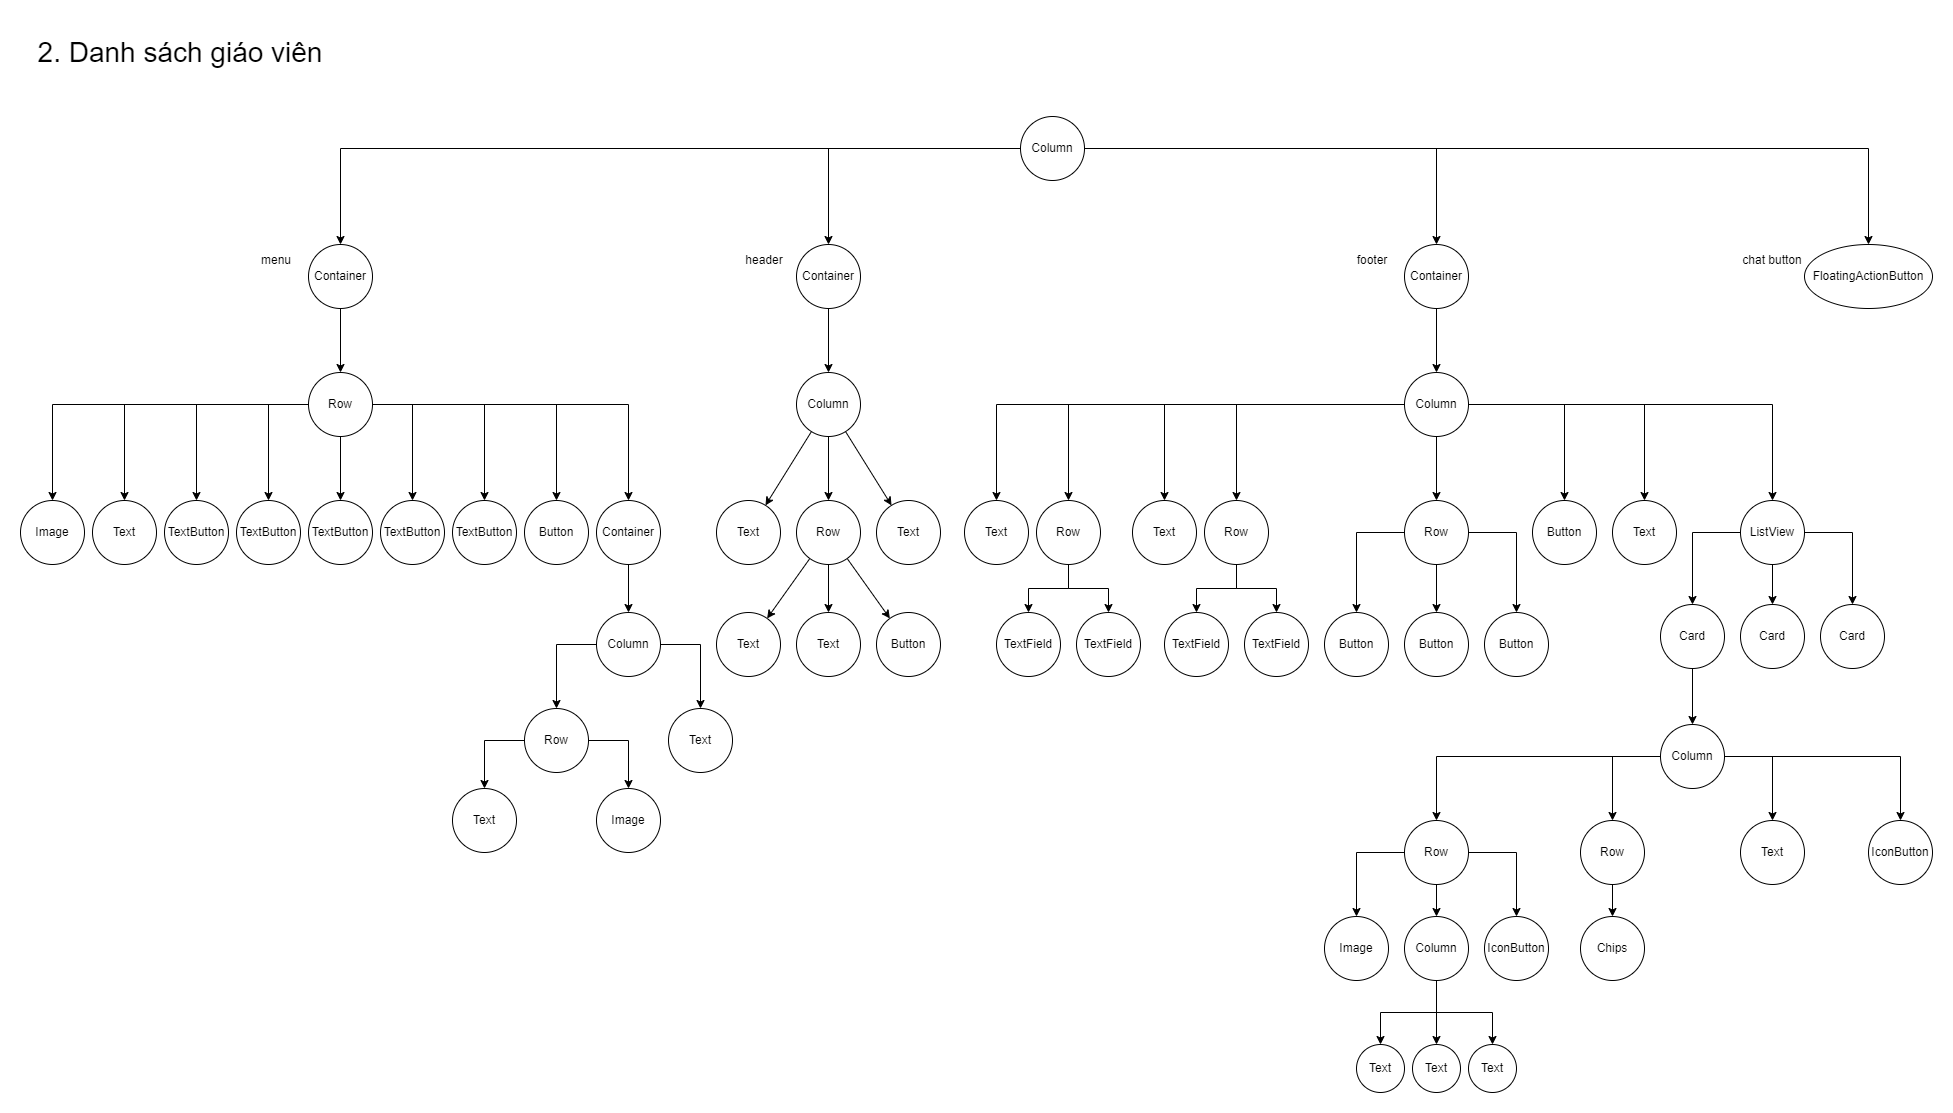 2. Danh sách giáo viên
Column
menu
header
footer
chat button
Container
Container
Container
FloatingActionButton
Row
Column
Column
Image
Text
TextButton
TextButton
TextButton
TextButton
TextButton
Button
Container
Text
Row
Text
Text
Row
Text
Row
Row
Button
Text
ListView
Column
Text
Text
Button
TextField
TextField
TextField
TextField
Button
Button
Button
Card
Card
Card
Row
Text
Column
Text
Image
Row
Row
Text
IconButton
Image
Column
IconButton
Chips
Text
Text
Text